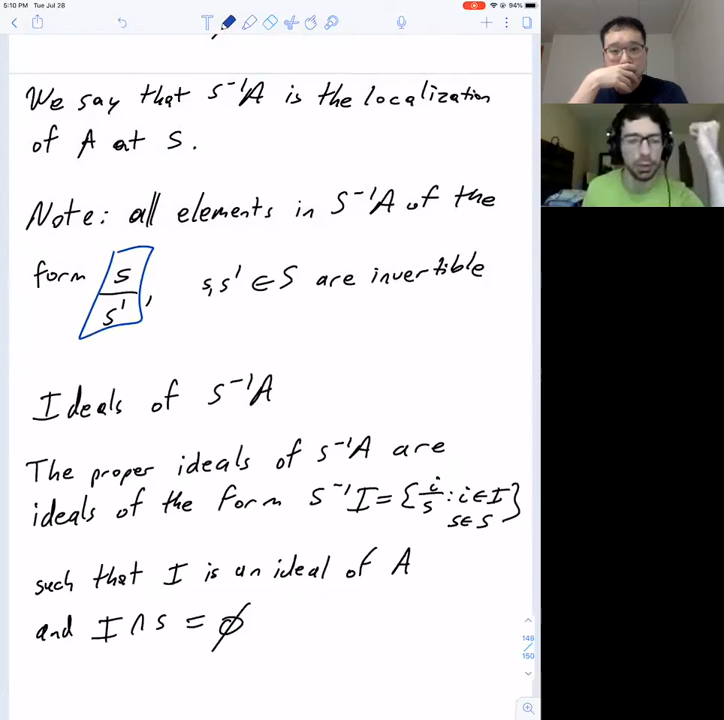 5:10 PM Tue Jul 28
94%
We say that S⁻¹A is the localization
of A at S.
Note: all elements in S⁻¹A of the
form s/s', s,s' ∈ S are invertible
Ideals of S⁻¹A
The proper ideals of S⁻¹A are
ideals of the form S⁻¹I = {i/s : i ∈ I
s ∈ S}
such that I is an ideal of A
and I ∩ S = ∅
149
/
150